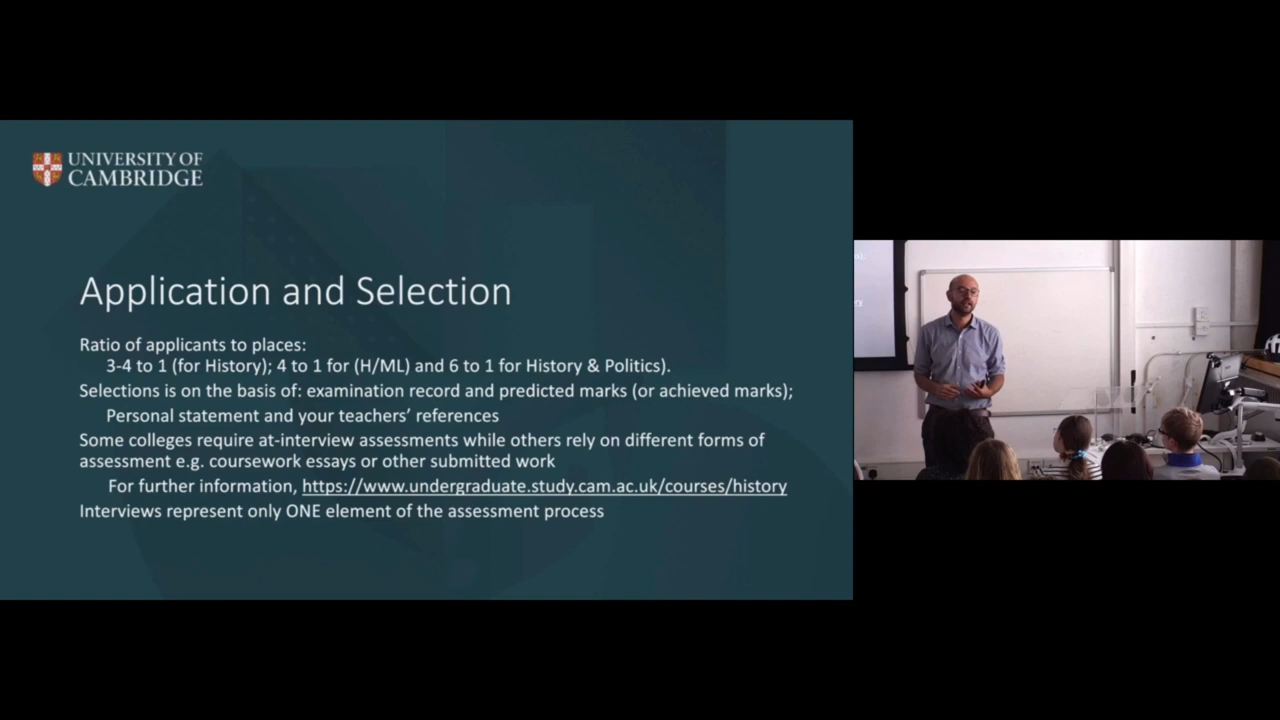 UNIVERSITY OF
CAMBRIDGE
Application and Selection
Ratio of applicants to places:
3-4 to 1 (for History); 4 to 1 for (H/ML) and 6 to 1 for History & Politics).
Selections is on the basis of: examination record and predicted marks (or achieved marks);
Personal statement and your teachers’ references
Some colleges require at-interview assessments while others rely on different forms of
assessment e.g. coursework essays or other submitted work
For further information, https://www.undergraduate.study.cam.ac.uk/courses/history
Interviews represent only ONE element of the assessment process